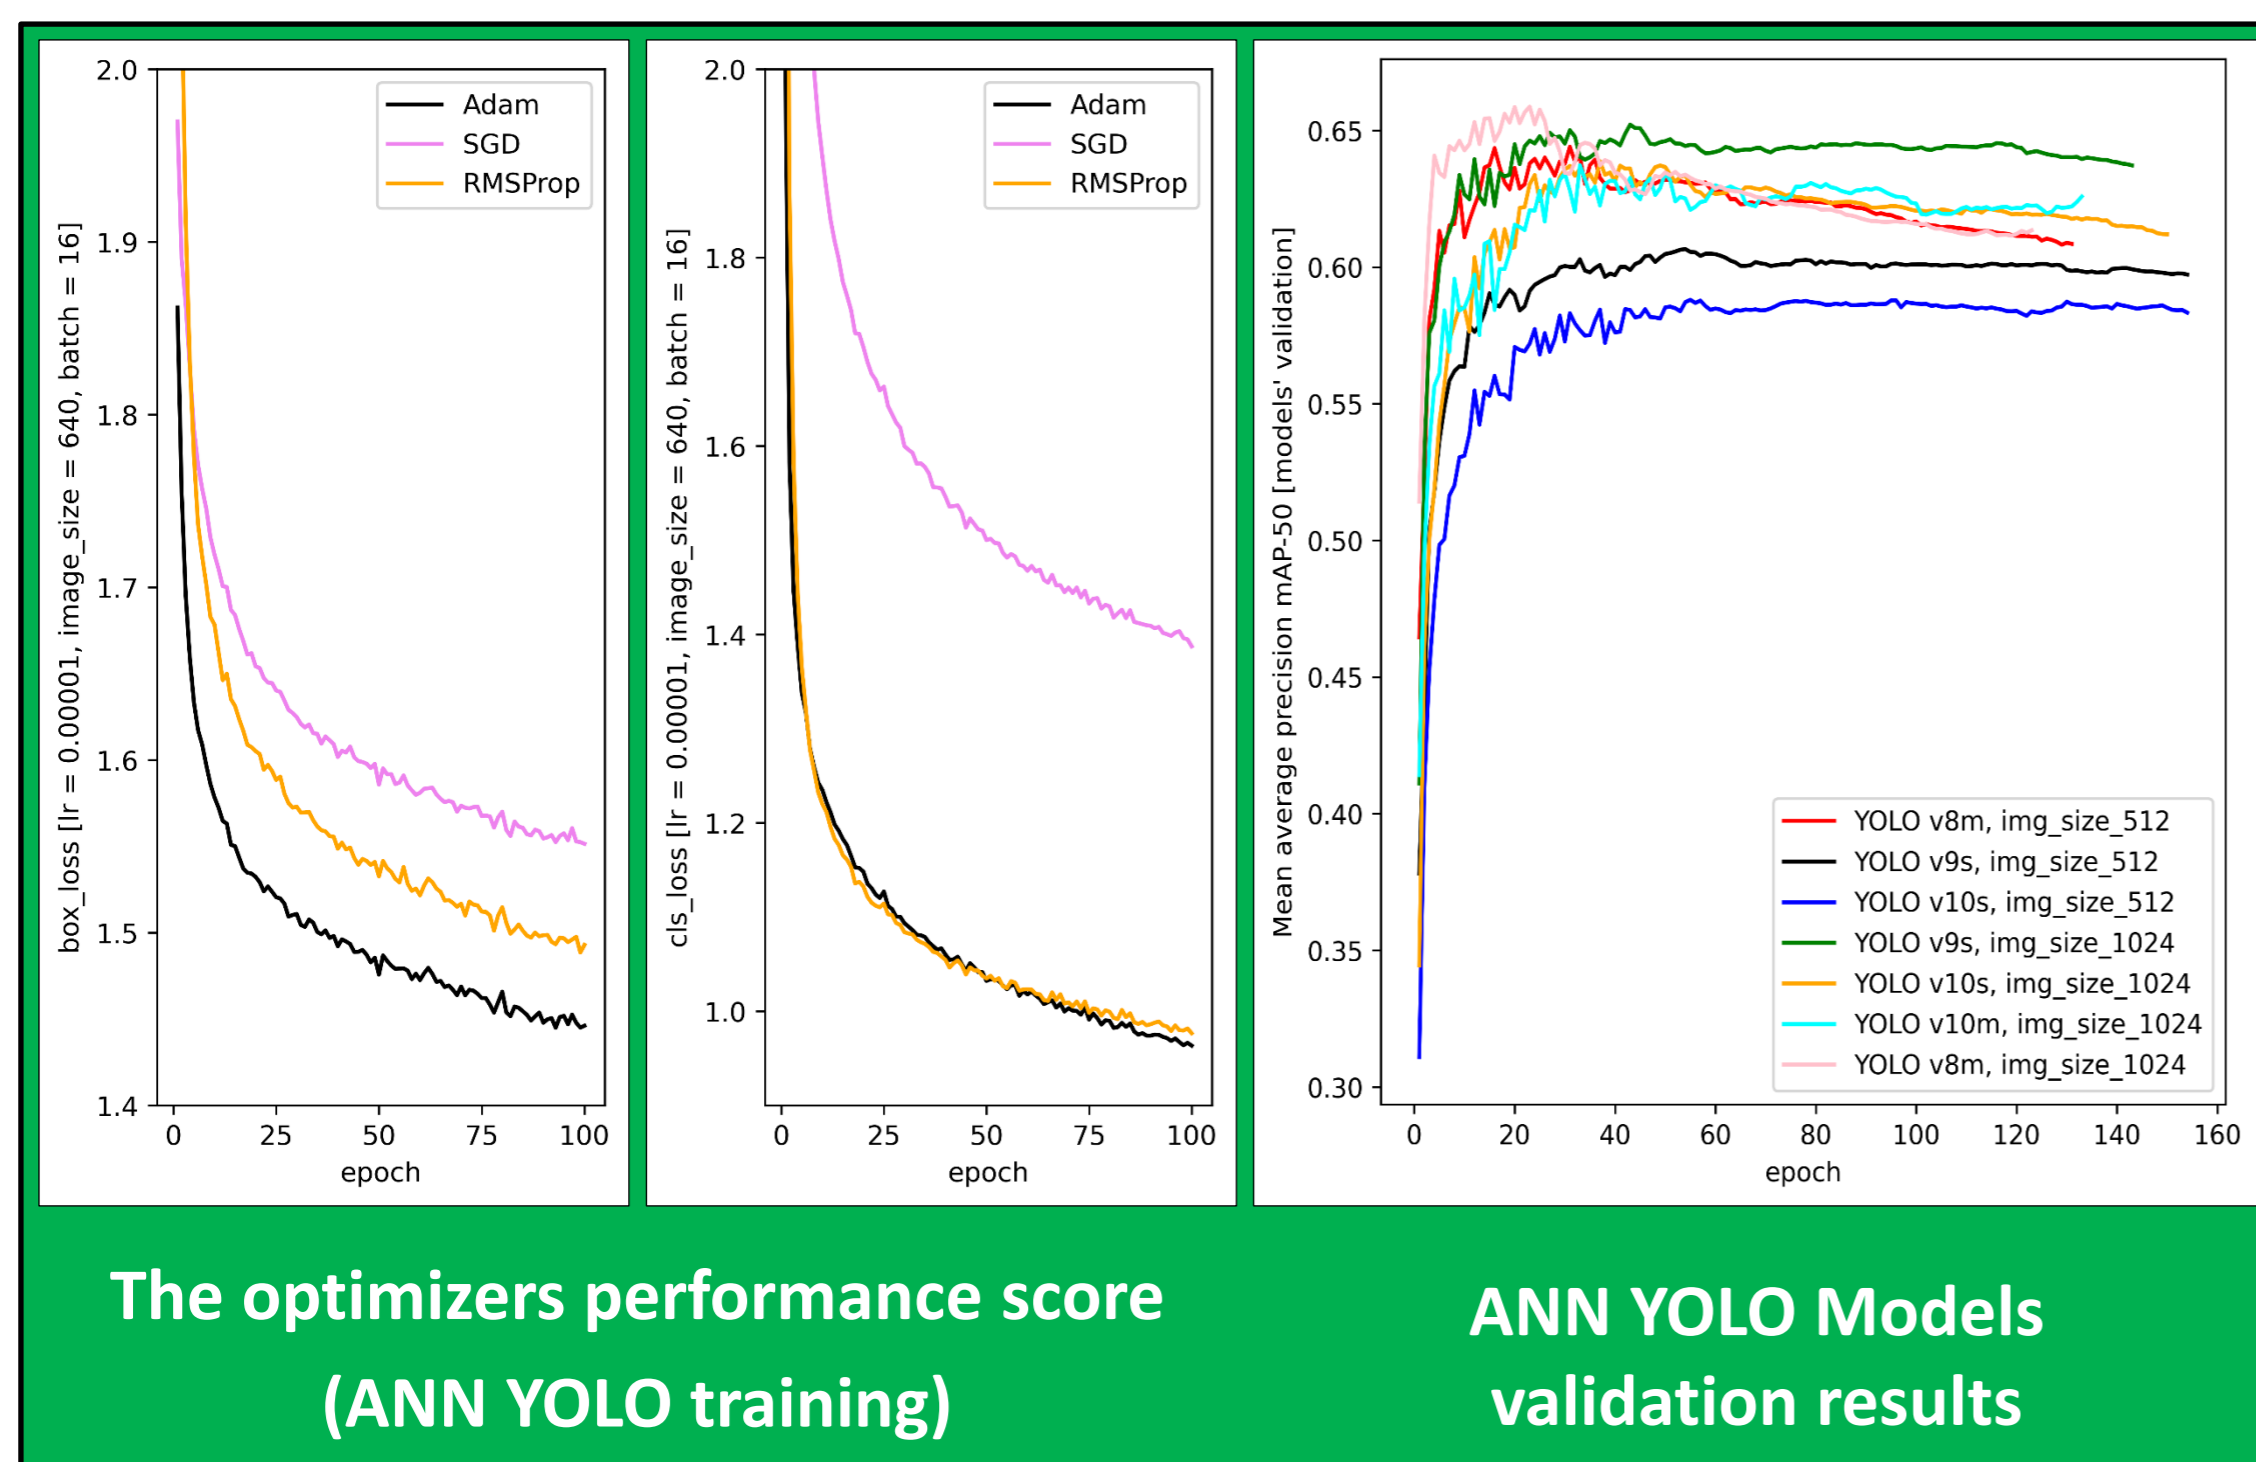 2.0
1.9
1.8
1.7
1.6
1.5
1.4
0
25
50
75
100
epoch
box_loss [lr = 0.00001, image_size = 640, batch = 16]
Adam
SGD
RMSProp
2.0
1.8
1.6
1.4
1.2
1.0
0
25
50
75
100
epoch
cls_loss [lr = 0.00001, image_size = 640, batch = 16]
Adam
SGD
RMSProp
0.65
0.60
0.55
0.50
0.45
0.40
0.35
0.30
0
20
40
60
80
100
120
140
160
epoch
Mean average precision mAP-50 [models' validation]
YOLO v8m, img_size_512
YOLO v9s, img_size_512
YOLO v10s, img_size_512
YOLO v9s, img_size_1024
YOLO v10s, img_size_1024
YOLO v10m, img_size_1024
YOLO v8m, img_size_1024
The optimizers performance score
(ANN YOLO training)
ANN YOLO Models
validation results